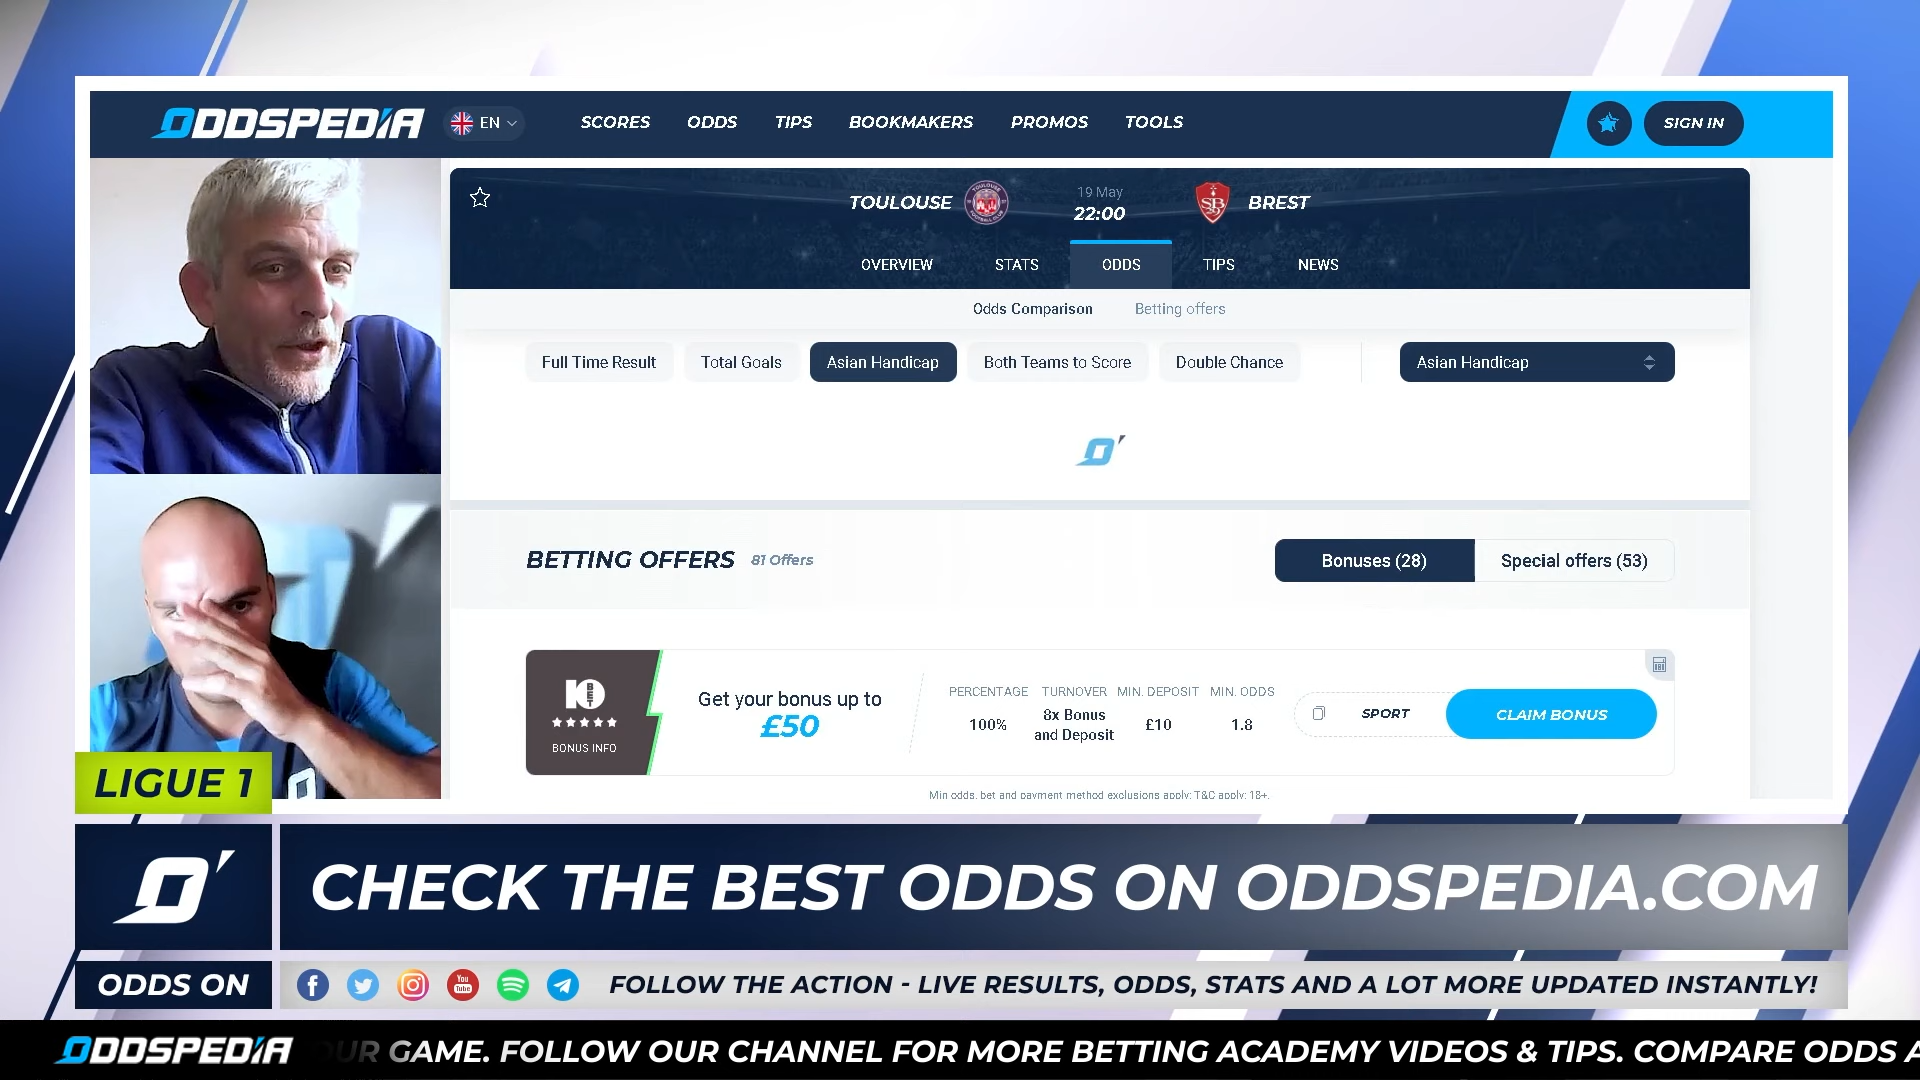 ODDSPEDIA
EN
SCORES
ODDS
TIPS
BOOKMAKERS
PROMOS
TOOLS
SIGN IN
TOULOUSE
19 May
22:00
BREST
OVERVIEW
STATS
ODDS
TIPS
NEWS
Odds Comparison
Betting offers
Full Time Result
Total Goals
Asian Handicap
Both Teams to Score
Double Chance
Asian Handicap
BETTING OFFERS
81 Offers
Bonuses (28)
Special offers (53)
10
BET
BONUS INFO
Get your bonus up to
£50
PERCENTAGE
100%
TURNOVER
8x Bonus
and Deposit
MIN. DEPOSIT
£10
MIN. ODDS
1.8
SPORT
CLAIM BONUS
Min odds, bet and payment method exclusions apply; T&C apply; 18+.
LIGUE 1
CHECK THE BEST ODDS ON ODDSPEDIA.COM
ODDS ON
You
Tube
FOLLOW THE ACTION - LIVE RESULTS, ODDS, STATS AND A LOT MORE UPDATED INSTANTLY!
ODDSPEDIA
OUR GAME. FOLLOW OUR CHANNEL FOR MORE BETTING ACADEMY VIDEOS & TIPS. COMPARE ODDS A